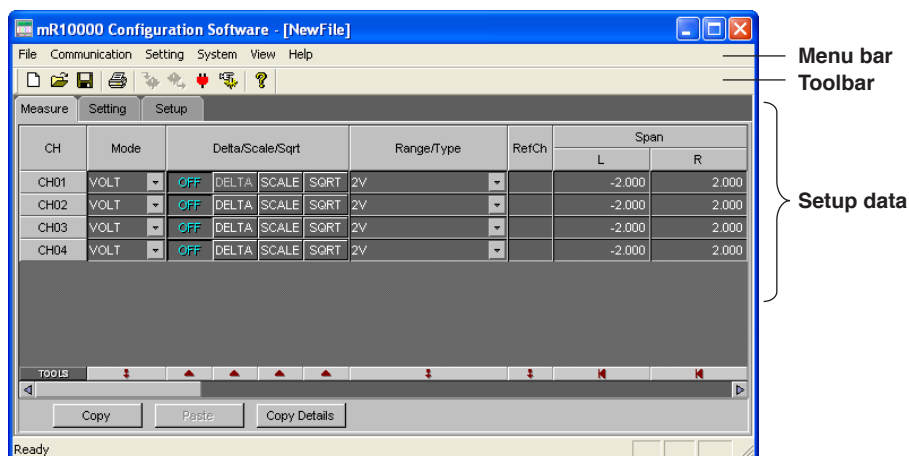 mR10000 Configuration Software - [NewFile]
File Communication Setting System View Help
Menu bar
Toolbar
Measure Setting Setup
CH Mode Delta/Scale/Sqrt Range/Type RefCh Span
L R
CH01 VOLT OFF DELTA SCALE SQRT 2V -2.000 2.000
CH02 VOLT OFF DELTA SCALE SQRT 2V -2.000 2.000
CH03 VOLT OFF DELTA SCALE SQRT 2V -2.000 2.000
CH04 VOLT OFF DELTA SCALE SQRT 2V -2.000 2.000
Setup data
TOOLS
Copy Paste Copy Details
Ready